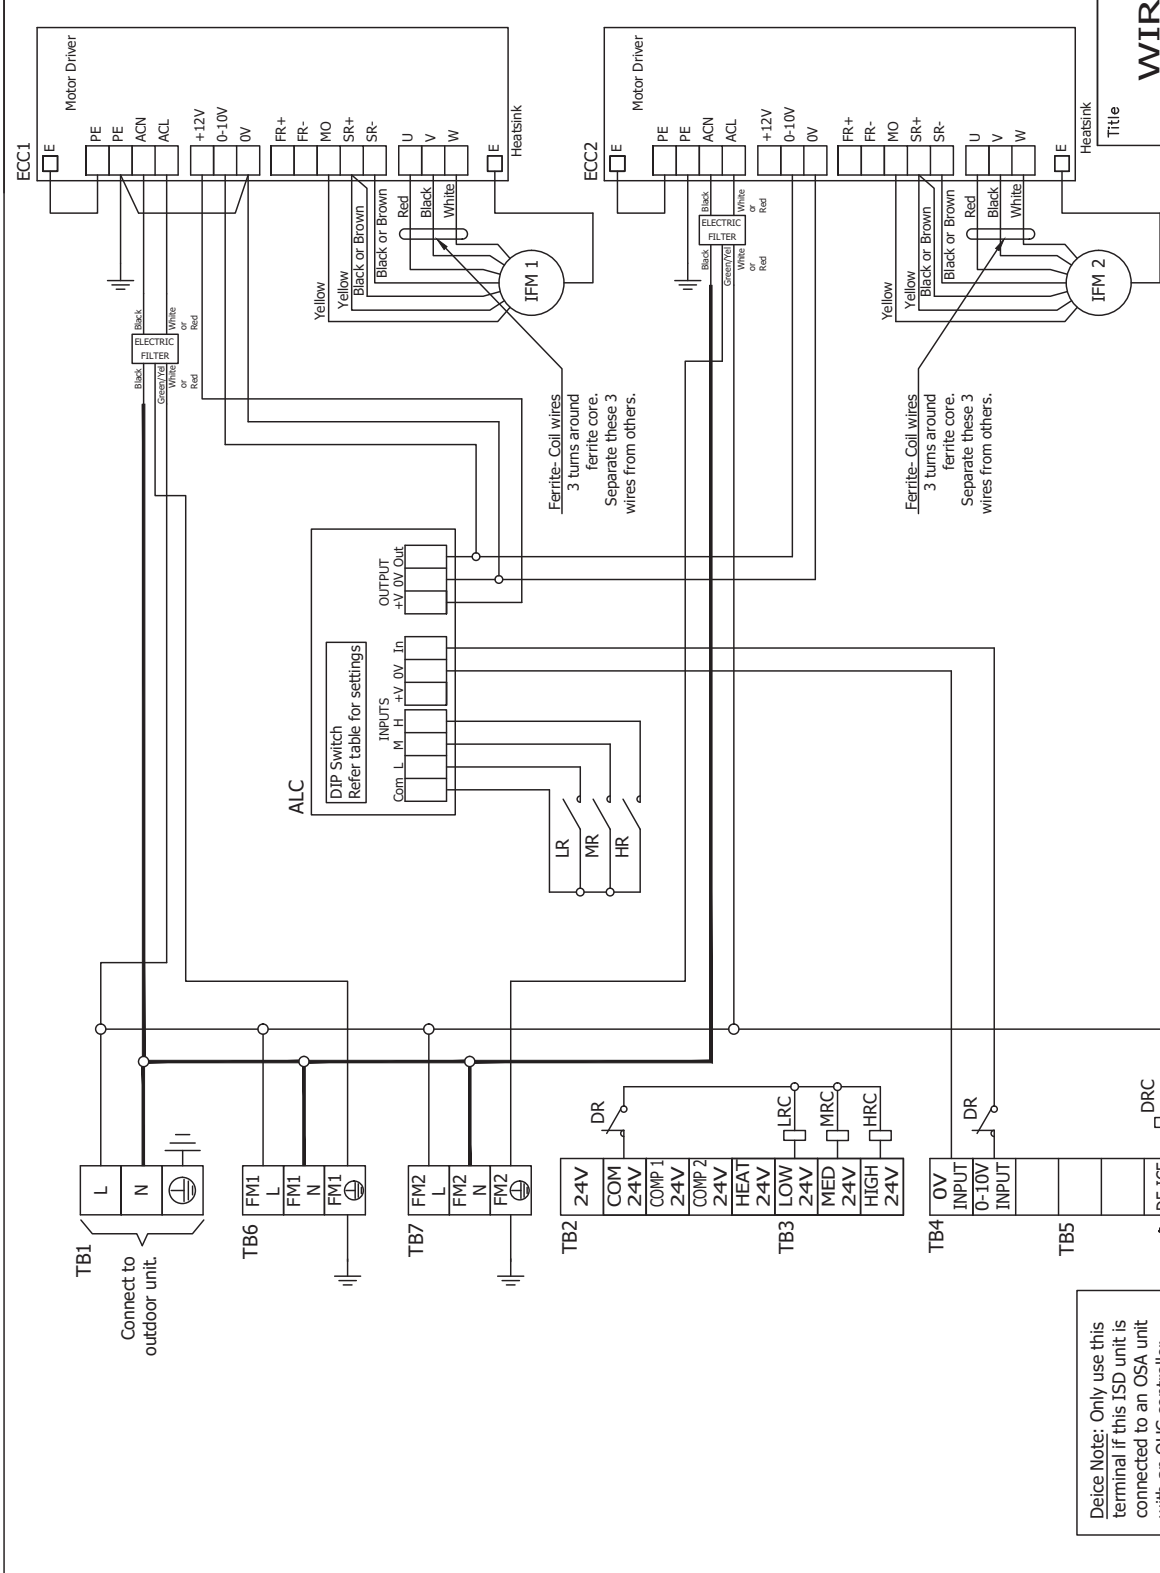 ECC1
Motor Driver
E
PE
PE
ACN
ACL
+12V
0-10V
0V
FR+
FR-
MO
SR+
SR-
U
V
W
E
Heatsink
Black
White
or
Red
ELECTRIC
FILTER
Black
Green/Yel
White
or
Red
Yellow
Yellow
Black or Brown
Black or Brown
Red
Black
White
IFM 1
Ferrite- Coil wires
3 turns around
ferrite core.
Separate these 3
wires from others.
ECC2
Motor Driver
E
PE
PE
ACN
ACL
+12V
0-10V
0V
FR+
FR-
MO
SR+
SR-
U
V
W
E
Heatsink
Black
White
or
Red
ELECTRIC
FILTER
Black
Green/Yel
White
or
Red
Yellow
Yellow
Black or Brown
Black or Brown
Red
Black
White
IFM 2
Ferrite- Coil wires
3 turns around
ferrite core.
Separate these 3
wires from others.
Title
WIR
ALC
DIP Switch
Refer table for settings
INPUTS
Com L M H +V 0V In
OUTPUT
+V 0V Out
LR
MR
HR
TB1
L
N
Connect to
outdoor unit.
TB6
FM1
L
FM1
N
FM1
TB7
FM2
L
FM2
N
FM2
TB2
24V
COM
24V
COMP 1
24V
COMP 2
24V
HEAT
24V
TB3
LOW
24V
MED
24V
HIGH
24V
DR
LRC
MRC
HRC
TB4
0V
INPUT
0-10V
INPUT
DR
TB5
DRC
Deice Note: Only use this
terminal if this ISD unit is
connected to an OSA unit